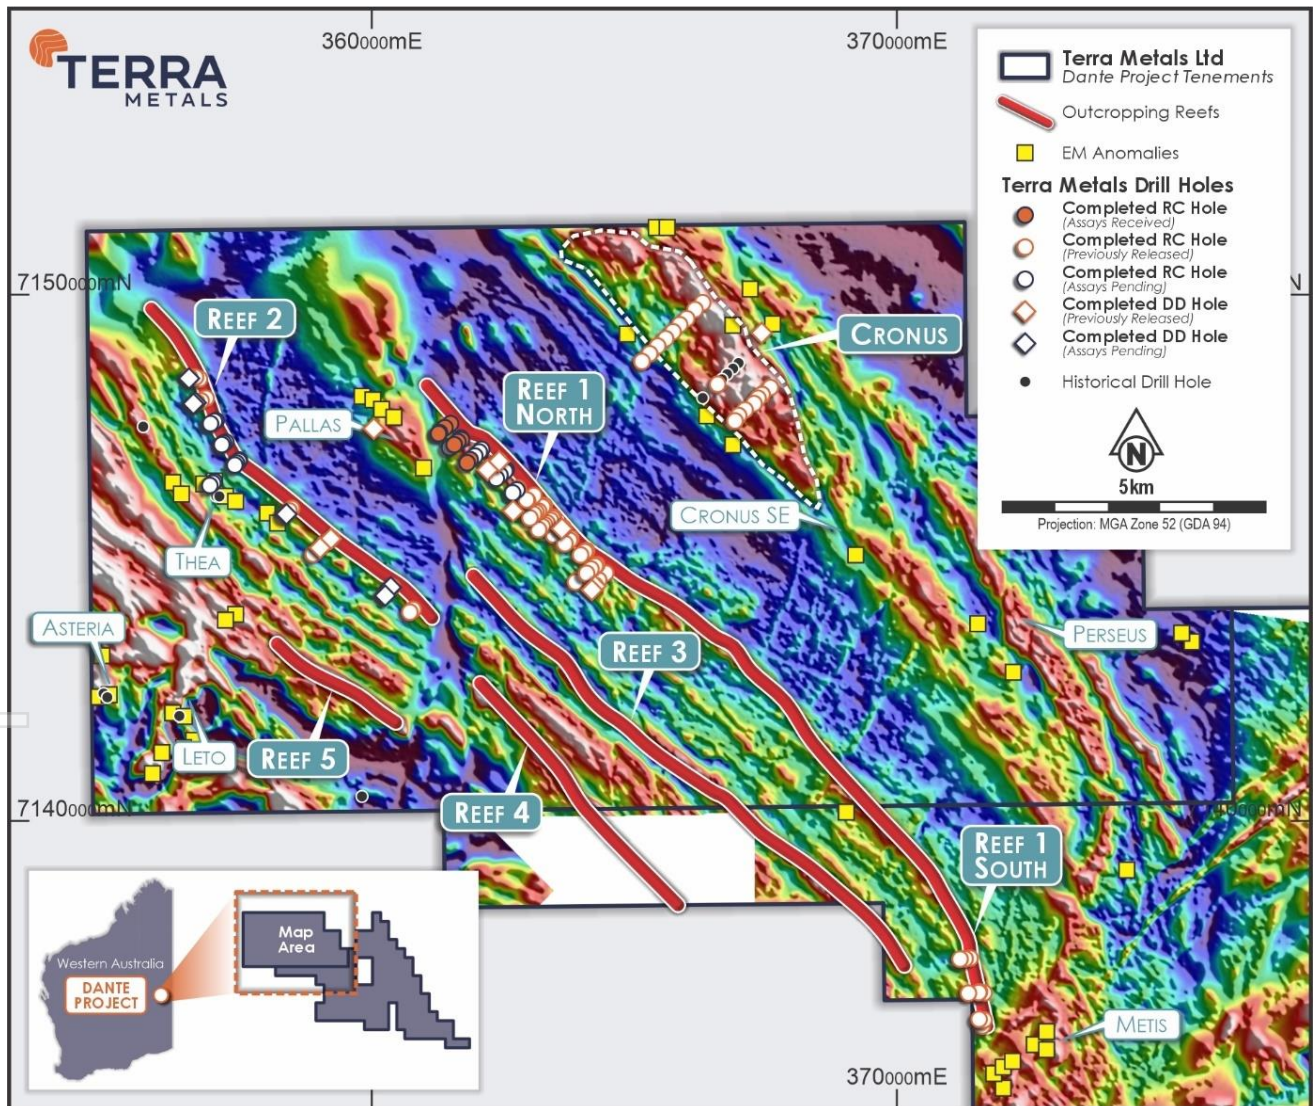 360000mE
370000mE
TERRA
METALS
Terra Metals Ltd
Dante Project Tenements
Outcropping Reefs
EM Anomalies
Terra Metals Drill Holes
Completed RC Hole
(Assays Received)
Completed RC Hole
(Previously Released)
Completed RC Hole
(Assays Pending)
Completed DD Hole
(Previously Released)
Completed DD Hole
(Assays Pending)
Historical Drill Hole
N
5km
Projection: MGA Zone 52 (GDA 94)
7150000mN
N
REEF 2
CRONUS
REEF 1
NORTH
PALLAS
CRONUS SE
THEA
ASTERIA
PERSEUS
REEF 3
LETO
REEF 5
REEF 4
7140000mN
REEF 1
SOUTH
Map
Area
Western Australia
DANTE
PROJECT
METIS
370000mE